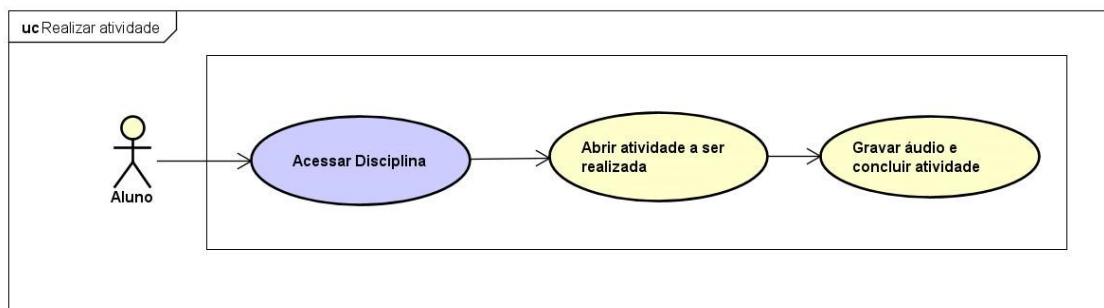 uc Realizar atividade
Aluno
Acessar Disciplina
Abrir atividade a ser
realizada
Gravar áudio e
concluir atividade